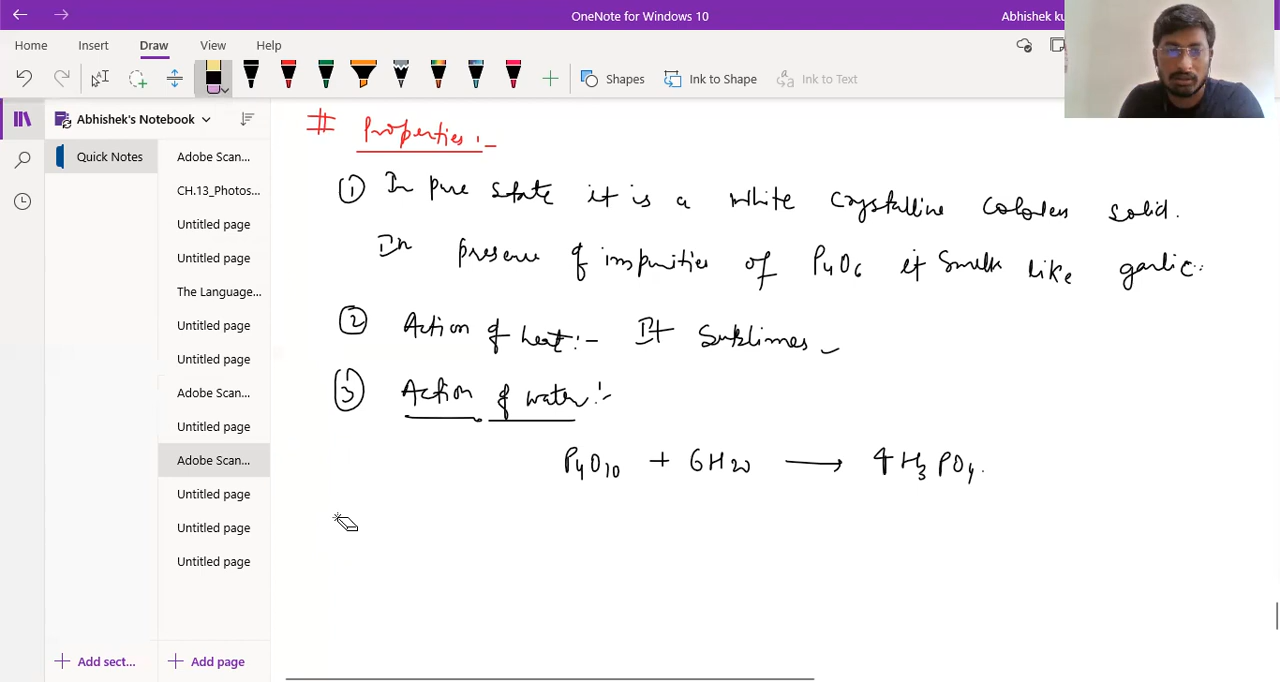 OneNote for Windows 10
Abhishek ku
Home Insert Draw View Help
Shapes Ink to Shape Ink to Text
Abhishek's Notebook
Quick Notes
Adobe Scan...
CH.13_Photos...
Untitled page
Untitled page
The Language...
Untitled page
Untitled page
Adobe Scan...
Untitled page
Adobe Scan...
Untitled page
Untitled page
Untitled page
+ Add sect... + Add page
# Properties:-
① In pure state it is a white crystalline colorless solid.
In presence of impurities of P4O6 it smells like garlic..
② Action of heat:- It Sublimes
③ Action of water:-
P4O10 + 6H2O → 4H3PO4.